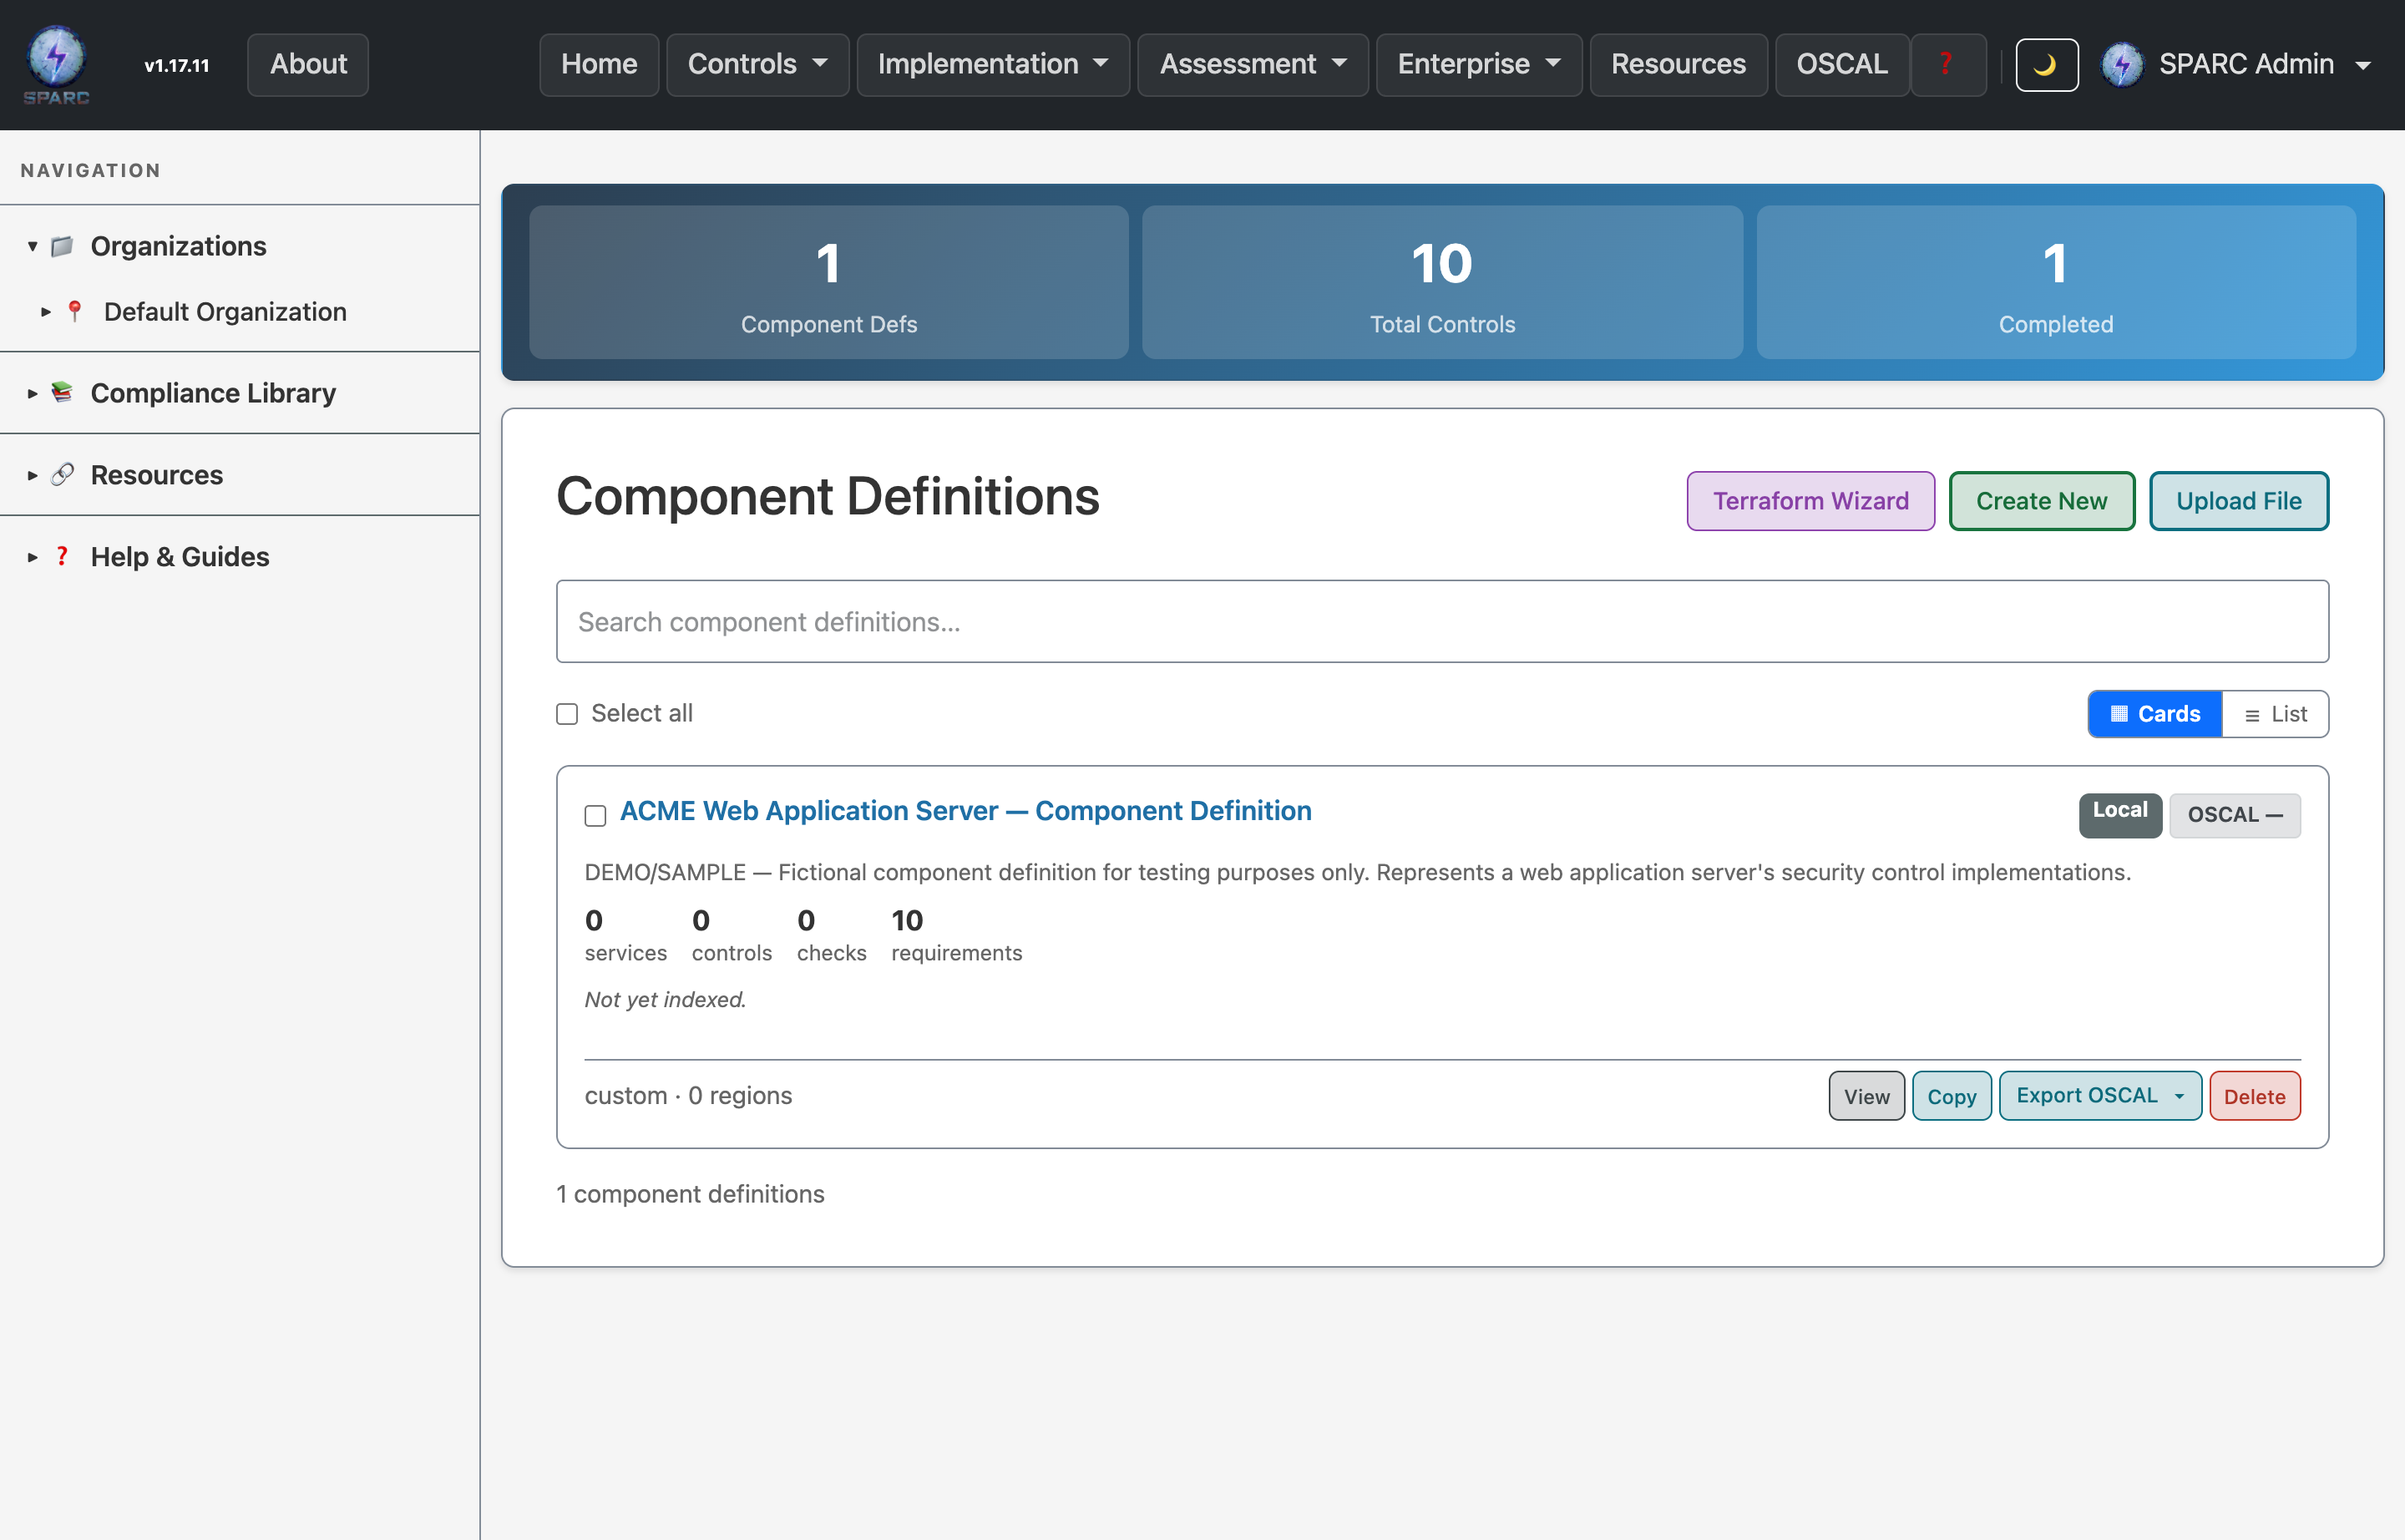 SPARC
v1.17.11
About
Home
Controls
Implementation
Assessment
Enterprise
Resources
OSCAL
?
SPARC Admin
NAVIGATION
Organizations
Default Organization
Compliance Library
Resources
? Help & Guides
1
Component Defs
10
Total Controls
1
Completed
Component Definitions
Terraform Wizard
Create New
Upload File
Search component definitions...
Select all
Cards
List
ACME Web Application Server — Component Definition
Local
OSCAL —
DEMO/SAMPLE — Fictional component definition for testing purposes only. Represents a web application server's security control implementations.
0 0 0 10
services controls checks requirements
Not yet indexed.
custom · 0 regions
View
Copy
Export OSCAL
Delete
1 component definitions